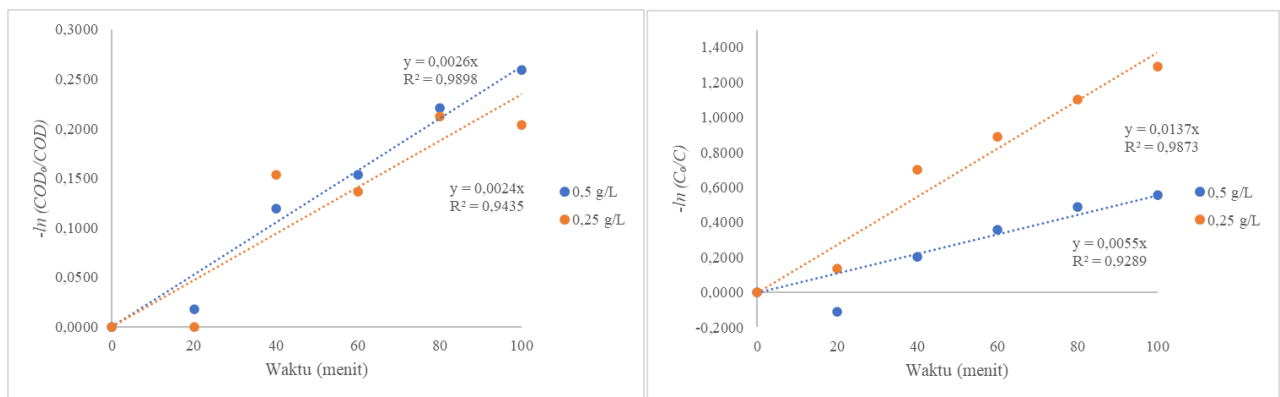 0,3000
0,2500
0,2000
0,1500
0,1000
0,0500
0,0000
-ln (CODₒ/COD)
y = 0,0026x
R² = 0,9898
y = 0,0024x
R² = 0,9435
0,5 g/L
0,25 g/L
0 20 40 60 80 100
Waktu (menit)
1,4000
1,2000
1,0000
0,8000
0,6000
0,4000
0,2000
0,0000
-0,2000
-ln (Cₒ/C)
y = 0,0137x
R² = 0,9873
y = 0,0055x
R² = 0,9289
0,5 g/L
0,25 g/L
0 20 40 60 80 100
Waktu (menit)